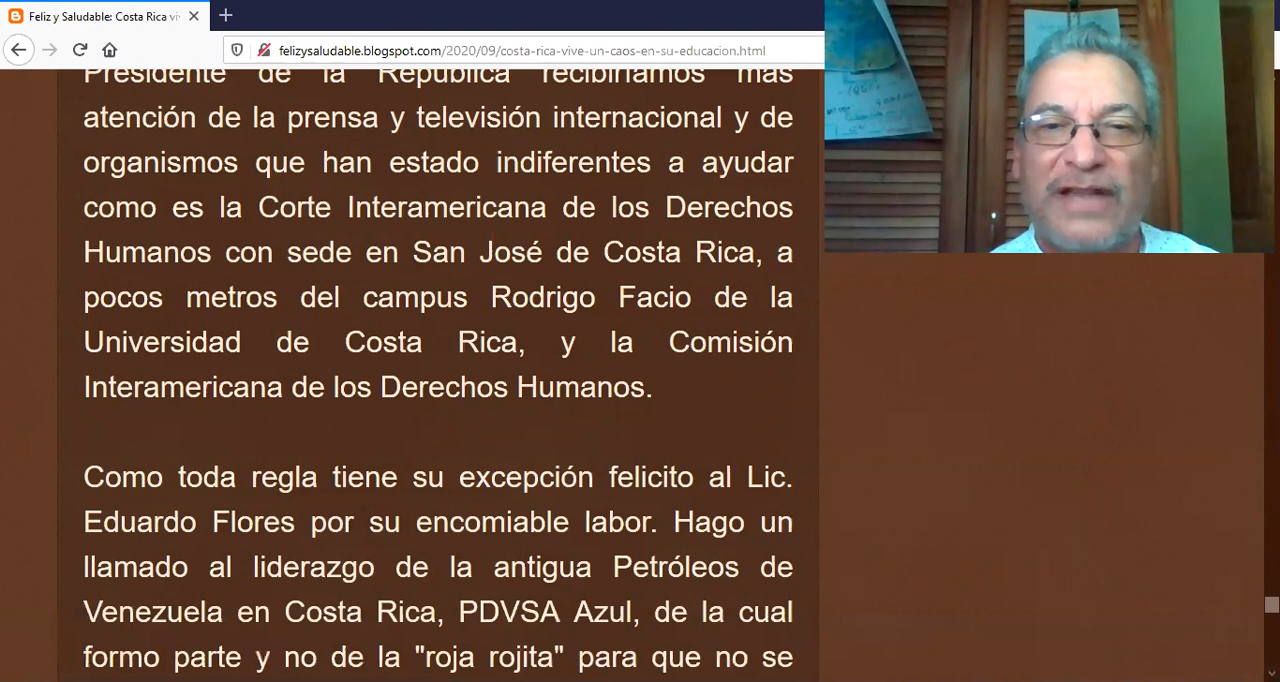 Feliz y Saludable: Costa Rica vi
felizysaludable.blogspot.com/2020/09/costa-rica-vive-un-caos-en-su-educacion.html
Presidente de la República recibiríamos más
atención de la prensa y televisión internacional y de
organismos que han estado indiferentes a ayudar
como es la Corte Interamericana de los Derechos
Humanos con sede en San José de Costa Rica, a
pocos metros del campus Rodrigo Facio de la
Universidad de Costa Rica, y la Comisión
Interamericana de los Derechos Humanos.
Como toda regla tiene su excepción felicito al Lic.
Eduardo Flores por su encomiable labor. Hago un
llamado al liderazgo de la antigua Petróleos de
Venezuela en Costa Rica, PDVSA Azul, de la cual
formo parte y no de la "roja rojita" para que no se